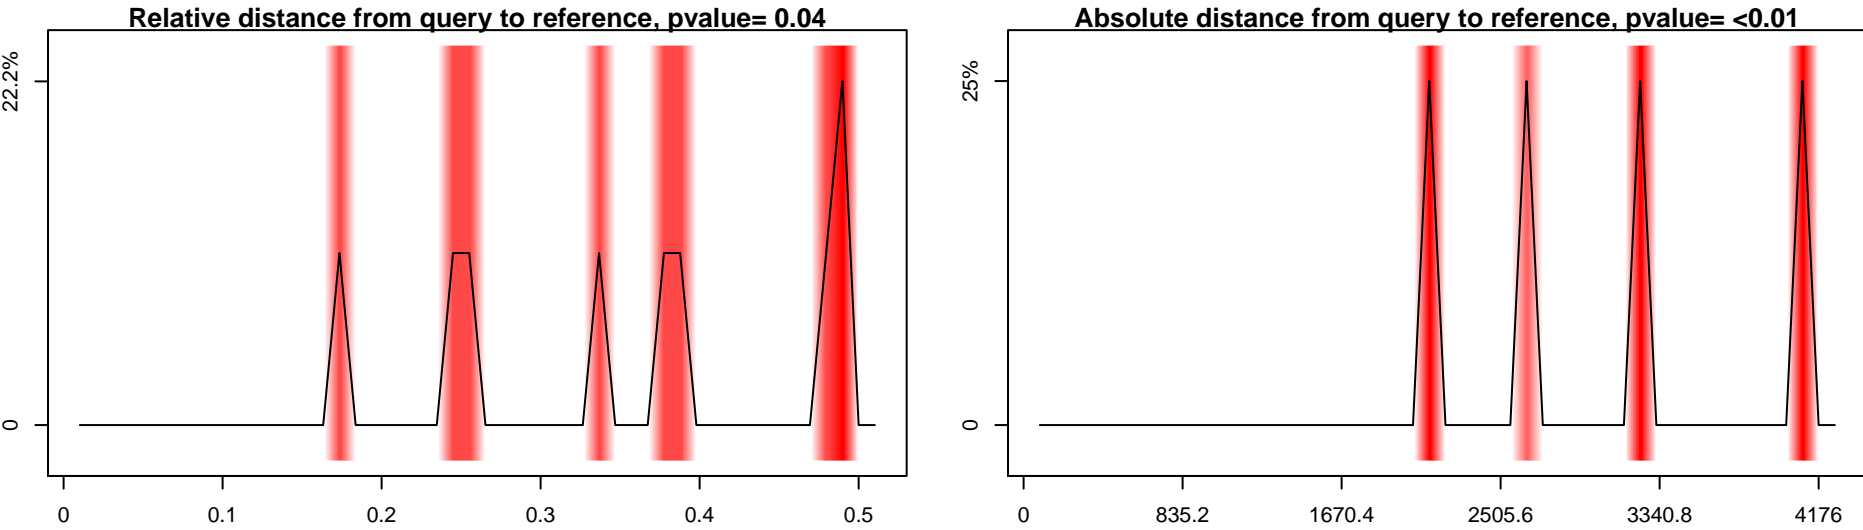 Relative distance from query to reference, pvalue= 0.04
22.2%
0
0 0.1 0.2 0.3 0.4 0.5
Absolute distance from query to reference, pvalue= <0.01
25%
0
0 835.2 1670.4 2505.6 3340.8 4176